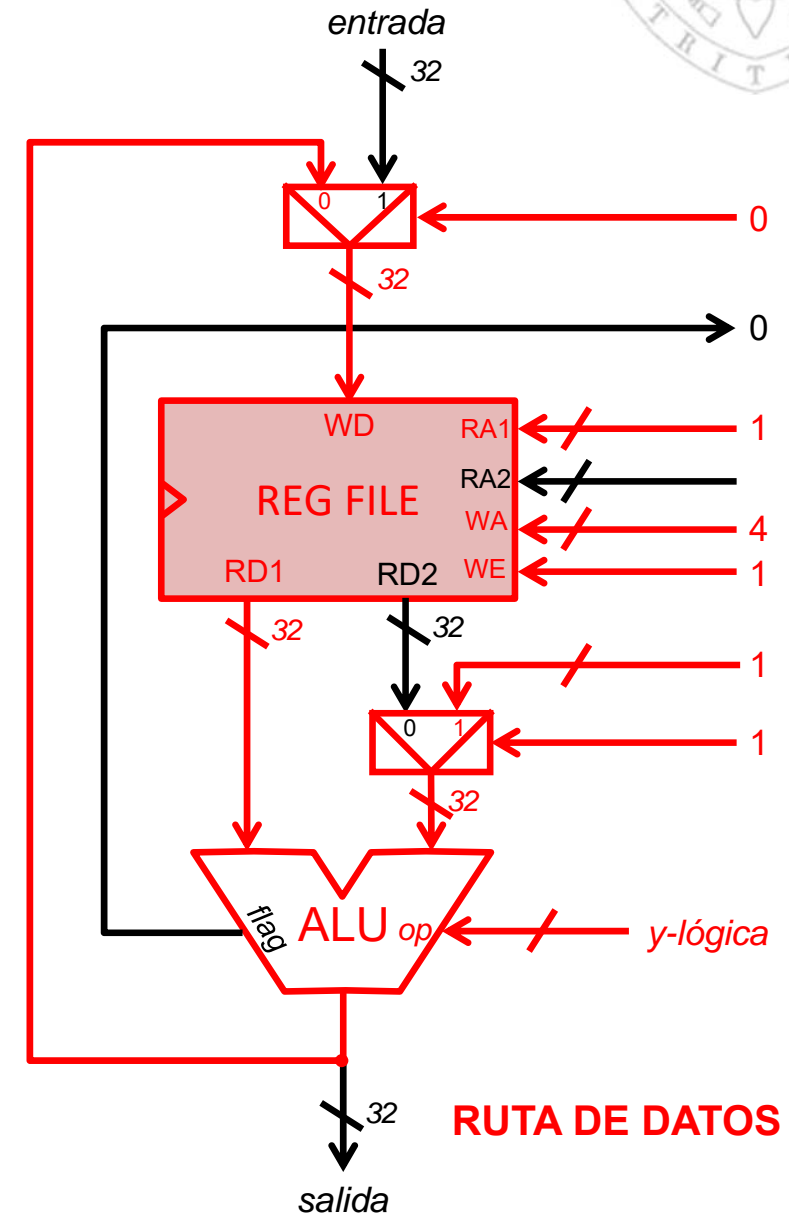 entrada
32
T R I T
0 1
0
32
0
WD
RA1
1
REG FILE
RA2
WA
4
RD1
RD2
WE
1
32
32
1
0 1
1
32
flag
ALU
op
y-lógica
32
RUTA DE DATOS
salida